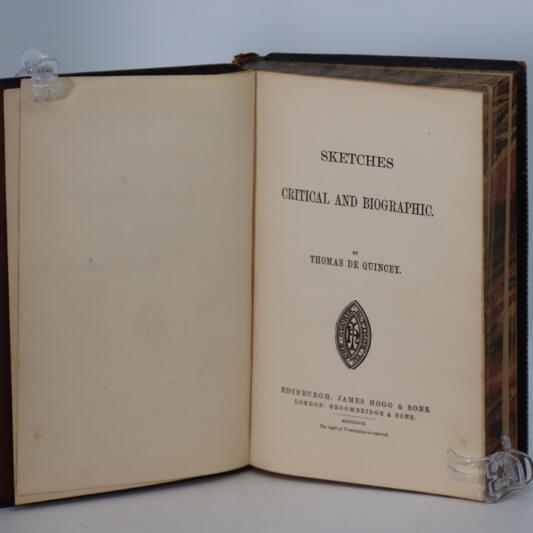 SKETCHES
CRITICAL AND BIOGRAPHIC.
BY
THOMAS DE QUINCEY.
EDINBURGH: JAMES HOGG & SONS.
LONDON: GROOMBRIDGE & SONS.
The right of Translation is reserved.